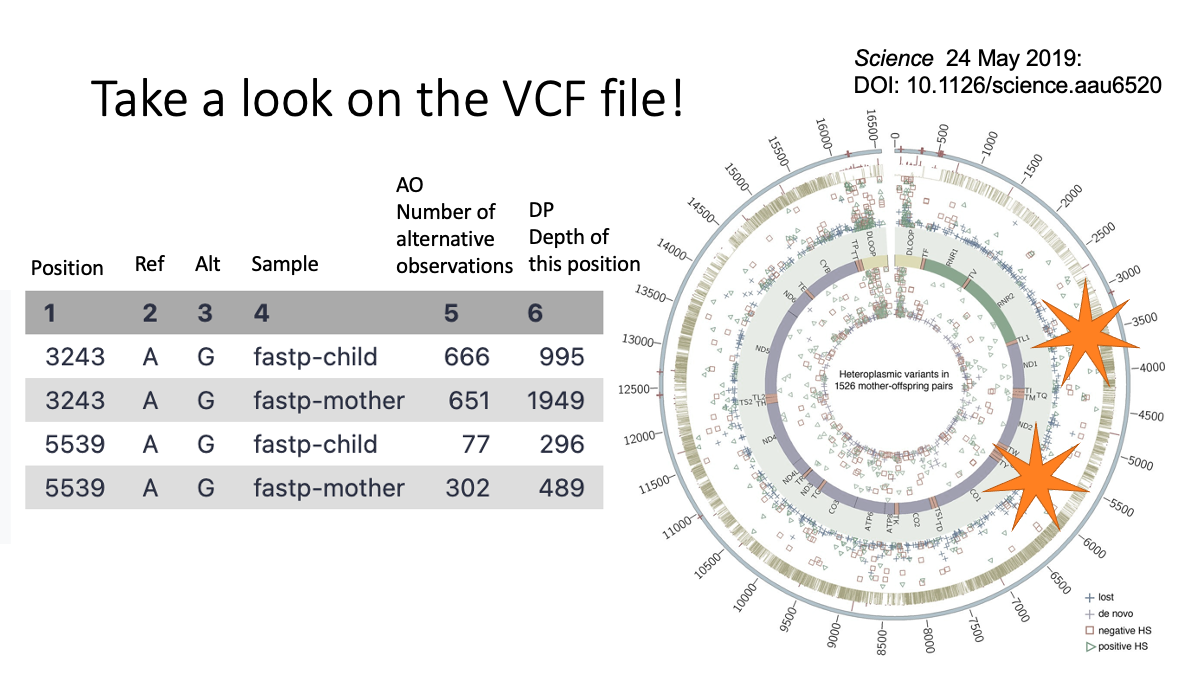 Take a look on the VCF file!
Science 24 May 2019:
DOI: 10.1126/science.aau6520
AO
Number of
alternative
observations
DP
Depth of
this position
Position
Ref
Alt
Sample
1 2 3 4 5 6
3243 A G fastp-child 666 995
3243 A G fastp-mother 651 1949
5539 A G fastp-child 77 296
5539 A G fastp-mother 302 489
0
500
1000
1500
2000
2500
3000
3500
4000
4500
5000
5500
6000
6500
7000
7500
8000
8500
9000
9500
10000
10500
11000
11500
12000
12500
13000
13500
14000
14500
15000
15500
16000
16500
DLOOP
TF
RNR1
TV
RNR2
TL1
ND1
TI
TM
TQ
ND2
TW
TY
CO1
TS1
TD
CO2
TK
ATP8
ATP6
CO3
TG
ND3
TR
ND4L
ND4
TH
TS2
TL2
ND5
ND6
TE
CYB
TT
TP
DLOOP
Heteroplasmic variants in
1526 mother-offspring pairs
lost
de novo
negative HS
positive HS